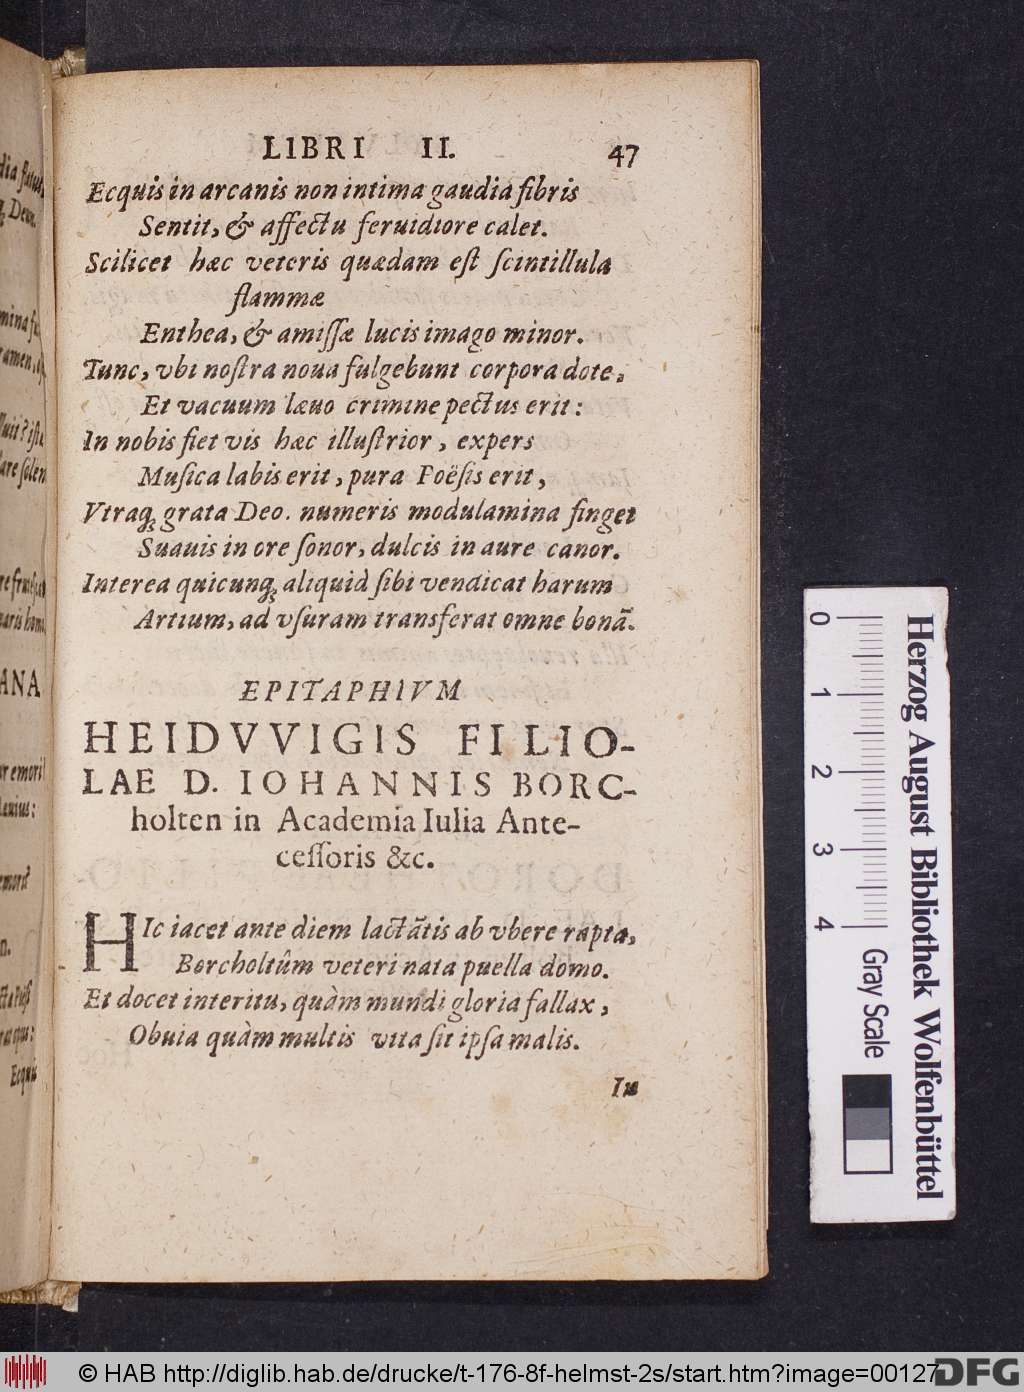 LIBRI II. 47
Ecquis in arcanis non intima gaudia fibris
Sentit, & affectu feruidiore calet.
Scilicet hæc veteris quædam eſt ſcintillula
flammæ
Enthea, & amiſſæ lucis imago minor.
Tunc, vbi noſtra noua fulgebunt corpora dote,
Et vacuum læuo crimine pectus erit:
In nobis fiet vis hæc illuſtrior, expers
Muſica labis erit, pura Poëſis erit,
Vtraq; grata Deo. numeris modulamina finget
Suauis in ore ſonor, dulcis in aure canor.
Interea quicunq; aliquid ſibi vendicat harum
Artium, ad vſuram transferat omne bonã.
EPITAPHIVM
HEIDVVIGIS FILIO-
LAE D. IOHANNIS BORC-
holten in Academia Iulia Ante-
ceſſoris &c.
HIc iacet ante diem lactãtis ab vbere rapta,
Borcholtûm veteri nata puella domo.
Et docet interitu, quàm mundi gloria fallax,
Obuia quàm multis vita ſit ipſa malis.
In
Herzog August Bibliothek Wolfenbüttel
0 1 2 3 4
Gray Scale
© HAB http://diglib.hab.de/drucke/t-176-8f-helmst-2s/start.htm?image=00127
DFG